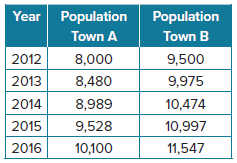 Year Population Town A Population Town B
2012 8,000 9,500
2013 8,480 9,975
2014 8,989 10,474
2015 9,528 10,997
2016 10,100 11,547